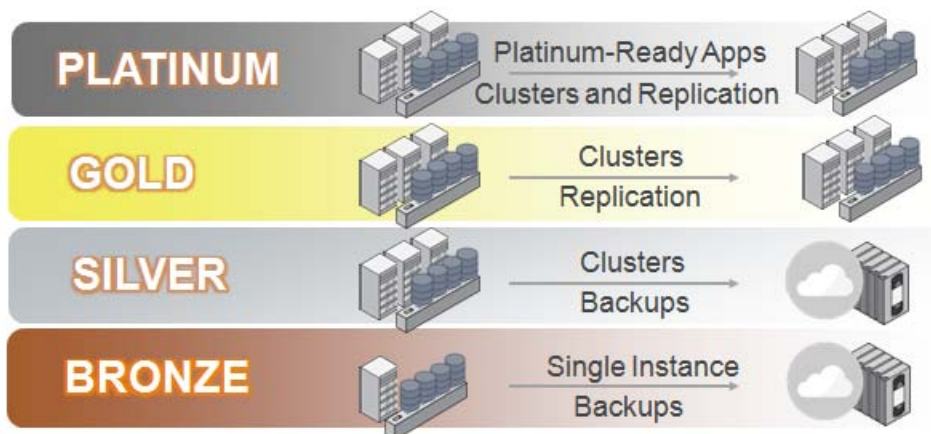 PLATINUM
Platinum-Ready Apps
Clusters and Replication
GOLD
Clusters
Replication
SILVER
Clusters
Backups
BRONZE
Single Instance
Backups